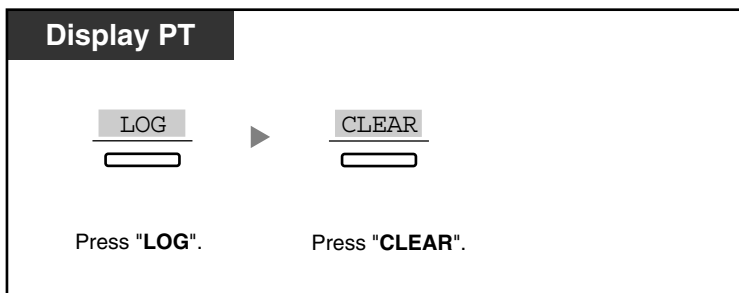 Display PT
LOG
CLEAR
Press "LOG".
Press "CLEAR".